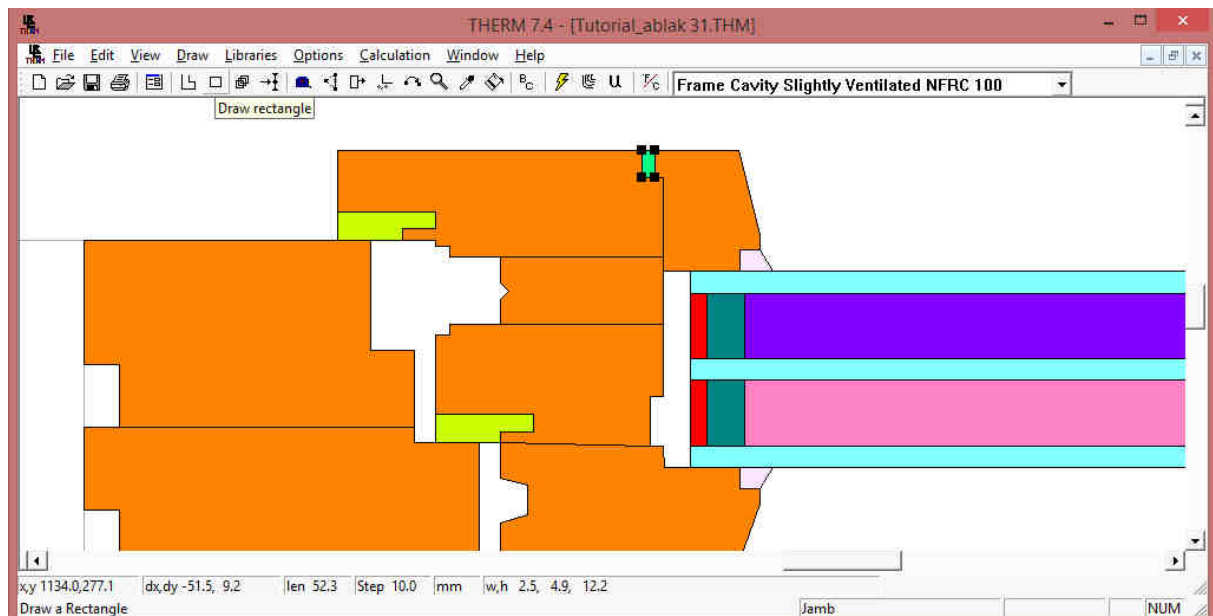 THERM 7.4 - [Tutorial_ablak 31.THM]
File Edit View Draw Libraries Options Calculation Window Help
Frame Cavity Slightly Ventilated NFRC 100
Draw rectangle
x,y 1134.0,277.1 dx,dy -51.5, 9.2 len 52.3 Step 10.0 mm w,h 2.5, 4.9, 12.2
Draw a Rectangle Jamb NUM